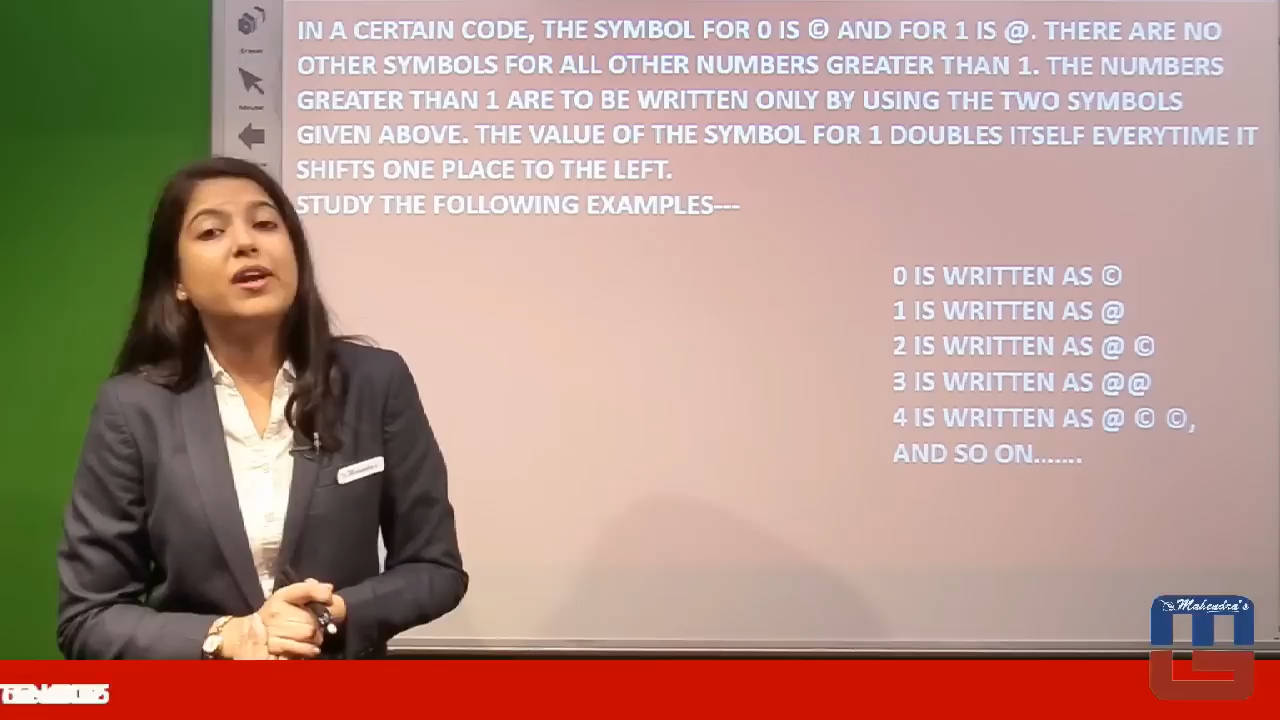 IN A CERTAIN CODE, THE SYMBOL FOR 0 IS © AND FOR 1 IS @. THERE ARE NO
OTHER SYMBOLS FOR ALL OTHER NUMBERS GREATER THAN 1. THE NUMBERS
GREATER THAN 1 ARE TO BE WRITTEN ONLY BY USING THE TWO SYMBOLS
GIVEN ABOVE. THE VALUE OF THE SYMBOL FOR 1 DOUBLES ITSELF EVERYTIME IT
SHIFTS ONE PLACE TO THE LEFT.
STUDY THE FOLLOWING EXAMPLES---
0 IS WRITTEN AS ©
1 IS WRITTEN AS @
2 IS WRITTEN AS @ ©
3 IS WRITTEN AS @@
4 IS WRITTEN AS @ © ©,
AND SO ON.......
Eraser
Mouse
Mahendra's